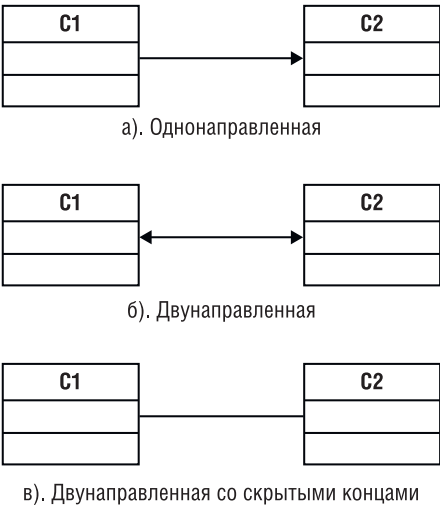 C1 C2
а). Однонаправленная
C1 C2
б). Двунаправленная
C1 C2
в). Двунаправленная со скрытыми концами